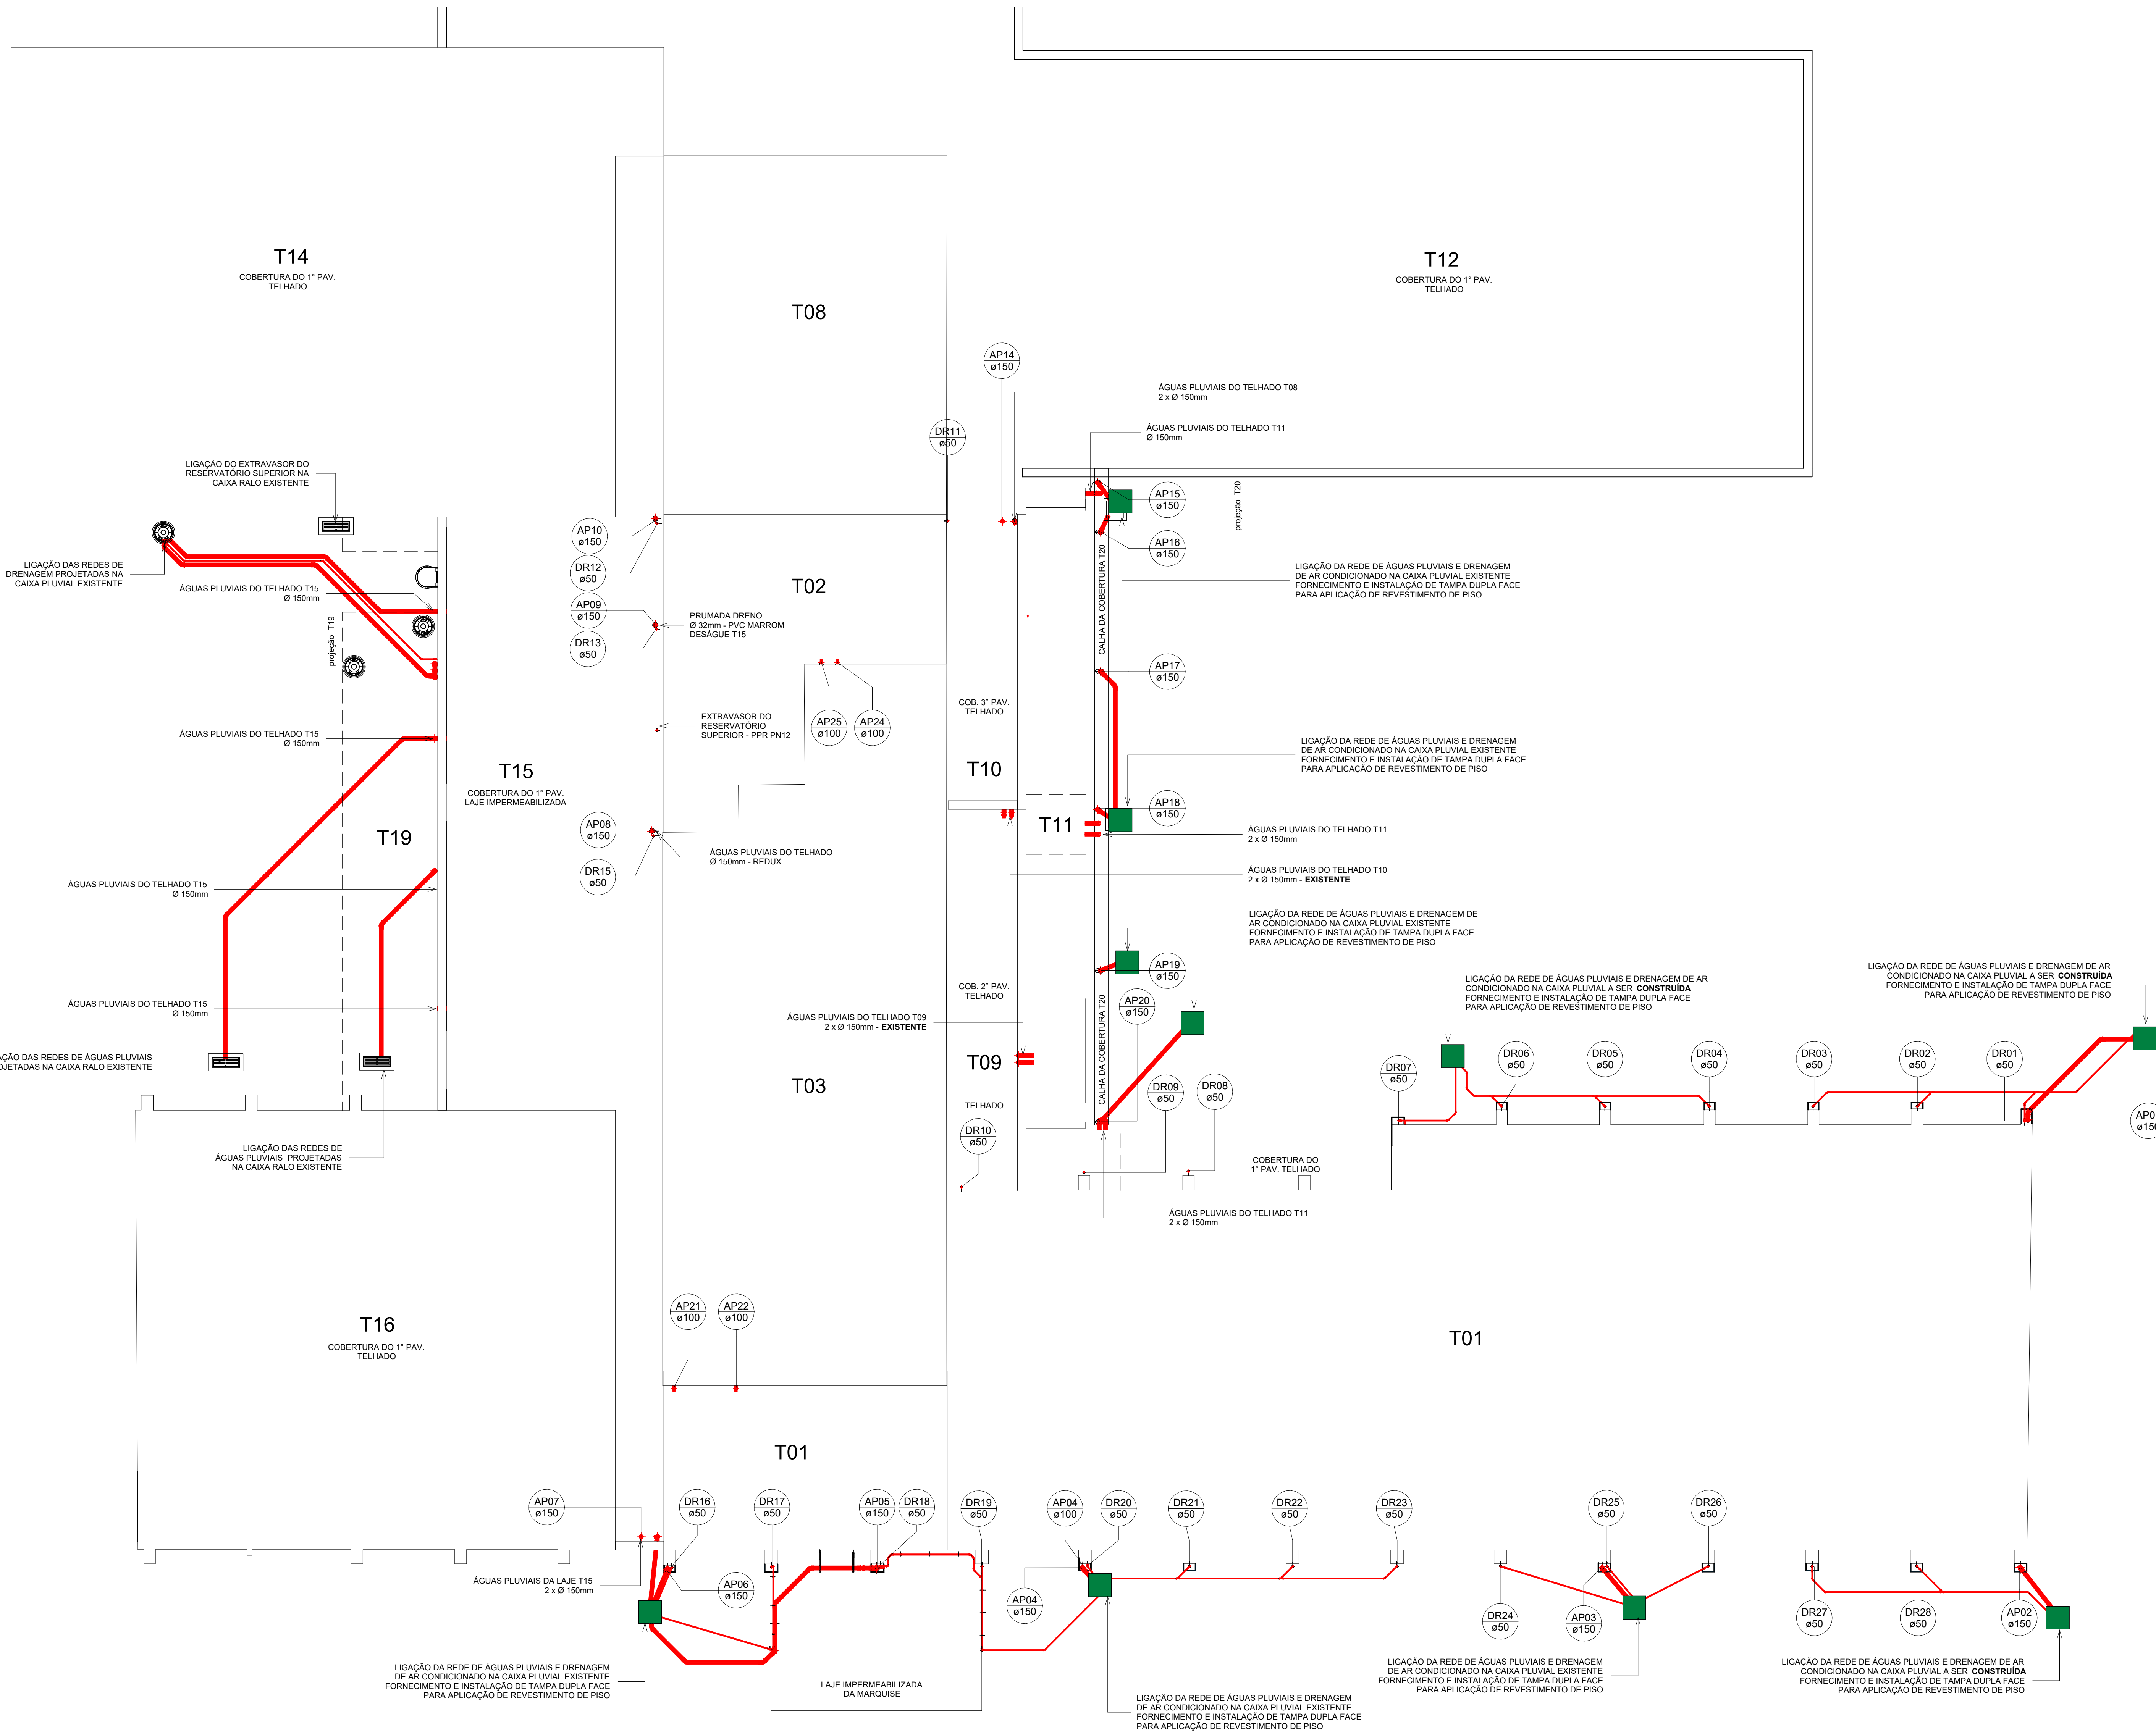 T14
COBERTURA DO 1° PAV.
TELHADO
T08
T12
COBERTURA DO 1° PAV.
TELHADO
AP14
ø150
ÁGUAS PLUVIAIS DO TELHADO T08
2 x Ø 150mm
ÁGUAS PLUVIAIS DO TELHADO T11
Ø 150mm
DR11
ø50
LIGAÇÃO DO EXTRAVASOR DO
RESERVATÓRIO SUPERIOR NA
CAIXA RALO EXISTENTE
projeção T20
AP15
ø150
AP16
ø150
AP10
ø150
DR12
ø50
AP09
ø150
DR13
ø50
T02
PRUMADA DRENO
Ø 32mm - PVC MARROM
DESÁGUE T15
LIGAÇÃO DAS REDES DE
DRENAGEM PROJETADAS NA
CAIXA PLUVIAL EXISTENTE
ÁGUAS PLUVIAIS DO TELHADO T15
Ø 150mm
projeção T19
CALHA DA COBERTURA T20
LIGAÇÃO DA REDE DE ÁGUAS PLUVIAIS E DRENAGEM
DE AR CONDICIONADO NA CAIXA PLUVIAL EXISTENTE
FORNECIMENTO E INSTALAÇÃO DE TAMPA DUPLA FACE
PARA APLICAÇÃO DE REVESTIMENTO DE PISO
AP17
ø150
EXTRAVASOR DO
RESERVATÓRIO
SUPERIOR - PPR PN12
AP25
ø100
AP24
ø100
COB. 3° PAV.
TELHADO
ÁGUAS PLUVIAIS DO TELHADO T15
Ø 150mm
LIGAÇÃO DA REDE DE ÁGUAS PLUVIAIS E DRENAGEM
DE AR CONDICIONADO NA CAIXA PLUVIAL EXISTENTE
FORNECIMENTO E INSTALAÇÃO DE TAMPA DUPLA FACE
PARA APLICAÇÃO DE REVESTIMENTO DE PISO
T15
COBERTURA DO 1° PAV.
LAJE IMPERMEABILIZADA
T10
AP18
ø150
T19
AP08
ø150
DR15
ø50
ÁGUAS PLUVIAIS DO TELHADO
Ø 150mm - REDUX
T11
ÁGUAS PLUVIAIS DO TELHADO T11
2 x Ø 150mm
ÁGUAS PLUVIAIS DO TELHADO T10
2 x Ø 150mm - EXISTENTE
ÁGUAS PLUVIAIS DO TELHADO T15
Ø 150mm
LIGAÇÃO DA REDE DE ÁGUAS PLUVIAIS E DRENAGEM DE
AR CONDICIONADO NA CAIXA PLUVIAL EXISTENTE
FORNECIMENTO E INSTALAÇÃO DE TAMPA DUPLA FACE
PARA APLICAÇÃO DE REVESTIMENTO DE PISO
AP19
ø150
AP20
ø150
COB. 2° PAV.
TELHADO
CALHA DA COBERTURA T20
ÁGUAS PLUVIAIS DO TELHADO T15
Ø 150mm
ÁGUAS PLUVIAIS DO TELHADO T09
2 x Ø 150mm - EXISTENTE
LIGAÇÃO DA REDE DE ÁGUAS PLUVIAIS E DRENAGEM DE AR
CONDICIONADO NA CAIXA PLUVIAL A SER CONSTRUÍDA
FORNECIMENTO E INSTALAÇÃO DE TAMPA DUPLA FACE
PARA APLICAÇÃO DE REVESTIMENTO DE PISO
LIGAÇÃO DA REDE DE ÁGUAS PLUVIAIS E DRENAGEM DE AR
CONDICIONADO NA CAIXA PLUVIAL A SER CONSTRUÍDA
FORNECIMENTO E INSTALAÇÃO DE TAMPA DUPLA FACE
PARA APLICAÇÃO DE REVESTIMENTO DE PISO
DAS REDES DE ÁGUAS PLUVIAIS
NA CAIXA RALO EXISTENTE
T03
T09
TELHADO
DR09
ø50
DR08
ø50
DR07
ø50
DR06
ø50
DR05
ø50
DR04
ø50
DR03
ø50
DR02
ø50
DR01
ø50
DR10
ø50
LIGAÇÃO DAS REDES DE
ÁGUAS PLUVIAIS PROJETADAS
NA CAIXA RALO EXISTENTE
COBERTURA DO
1° PAV. TELHADO
ÁGUAS PLUVIAIS DO TELHADO T11
2 x Ø 150mm
T16
COBERTURA DO 1° PAV.
TELHADO
AP21
ø100
AP22
ø100
T01
T01
AP07
ø150
DR16
ø50
DR17
ø50
AP05
ø150
DR18
ø50
DR19
ø50
AP04
ø100
DR20
ø50
DR21
ø50
DR22
ø50
DR23
ø50
DR25
ø50
DR26
ø50
ÁGUAS PLUVIAIS DA LAJE T15
2 x Ø 150mm
AP06
ø150
AP04
ø150
DR24
ø50
AP03
ø150
DR27
ø50
DR28
ø50
AP02
ø150
LIGAÇÃO DA REDE DE ÁGUAS PLUVIAIS E DRENAGEM
DE AR CONDICIONADO NA CAIXA PLUVIAL EXISTENTE
FORNECIMENTO E INSTALAÇÃO DE TAMPA DUPLA FACE
PARA APLICAÇÃO DE REVESTIMENTO DE PISO
LAJE IMPERMEABILIZADA
DA MARQUISE
LIGAÇÃO DA REDE DE ÁGUAS PLUVIAIS E DRENAGEM
DE AR CONDICIONADO NA CAIXA PLUVIAL EXISTENTE
FORNECIMENTO E INSTALAÇÃO DE TAMPA DUPLA FACE
PARA APLICAÇÃO DE REVESTIMENTO DE PISO
LIGAÇÃO DA REDE DE ÁGUAS PLUVIAIS E DRENAGEM
DE AR CONDICIONADO NA CAIXA PLUVIAL EXISTENTE
FORNECIMENTO E INSTALAÇÃO DE TAMPA DUPLA FACE
PARA APLICAÇÃO DE REVESTIMENTO DE PISO
LIGAÇÃO DA REDE DE ÁGUAS PLUVIAIS E DRENAGEM DE AR
CONDICIONADO NA CAIXA PLUVIAL A SER CONSTRUÍDA
FORNECIMENTO E INSTALAÇÃO DE TAMPA DUPLA FACE
PARA APLICAÇÃO DE REVESTIMENTO DE PISO